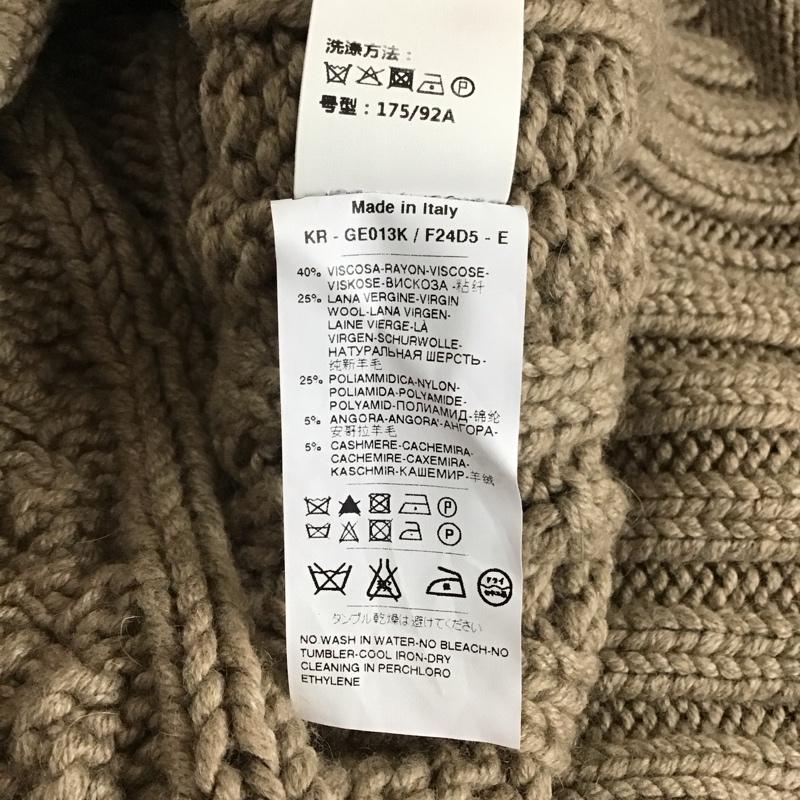 洗涤方法：
号型：175/92A
Made in Italy
KR - GE013K / F24D5 - E
40% VISCOSA-RAYON-VISCOSE-
VISKOSE-ВИСКОЗА -粘纤
25% LANA VERGINE-VIRGIN
WOOL-LANA VIRGEN-
LAINE VIERGE-LÀ
VIRGEN-SCHURWOLLE-
НАТУРАЛЬНАЯ ШЕРСТЬ-
纯新羊毛
25% POLIAMMIDICA-NYLON-
POLIAMIDA-POLYAMIDE-
POLYAMID-ПОЛИАМИД-锦纶
5% ANGORA-ANGORA'-АНГОРА-
安哥拉羊毛
5% CASHMERE-CACHEMIRA-
CACHEMIRE-CAXEMIRA-
KASCHMIR-КАШЕМИР-羊绒
タンブル乾燥は避けてください
NO WASH IN WATER-NO BLEACH-NO
TUMBLER-COOL IRON-DRY
CLEANING IN PERCHLORO
ETHYLENE